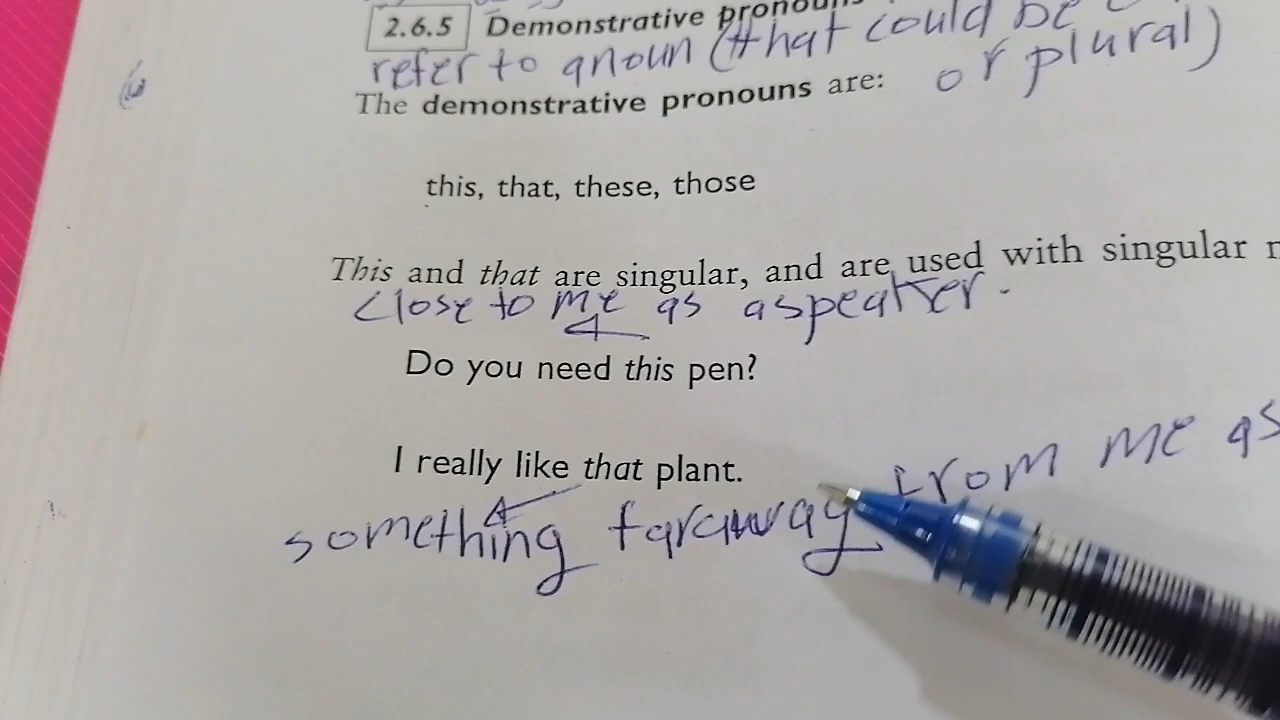 2.6.5 Demonstrative pronouns
refer to a noun (that could be
or plural)
The demonstrative pronouns are:
this, that, these, those
This and that are singular, and are used with singular
close to me as a speaker.
Do you need this pen?
I really like that plant.
something faraway from me as